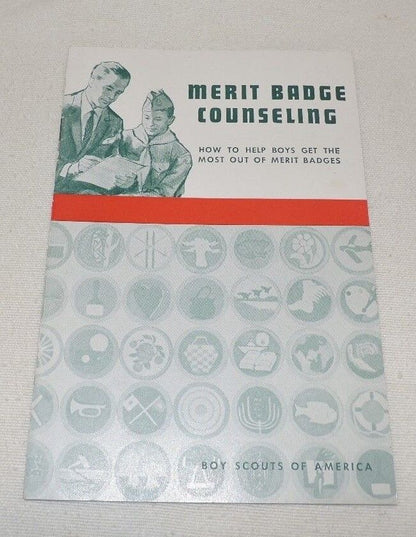 MERIT BADGE
COUNSELING
HOW TO HELP BOYS GET THE
MOST OUT OF MERIT BADGES
BOY SCOUTS OF AMERICA